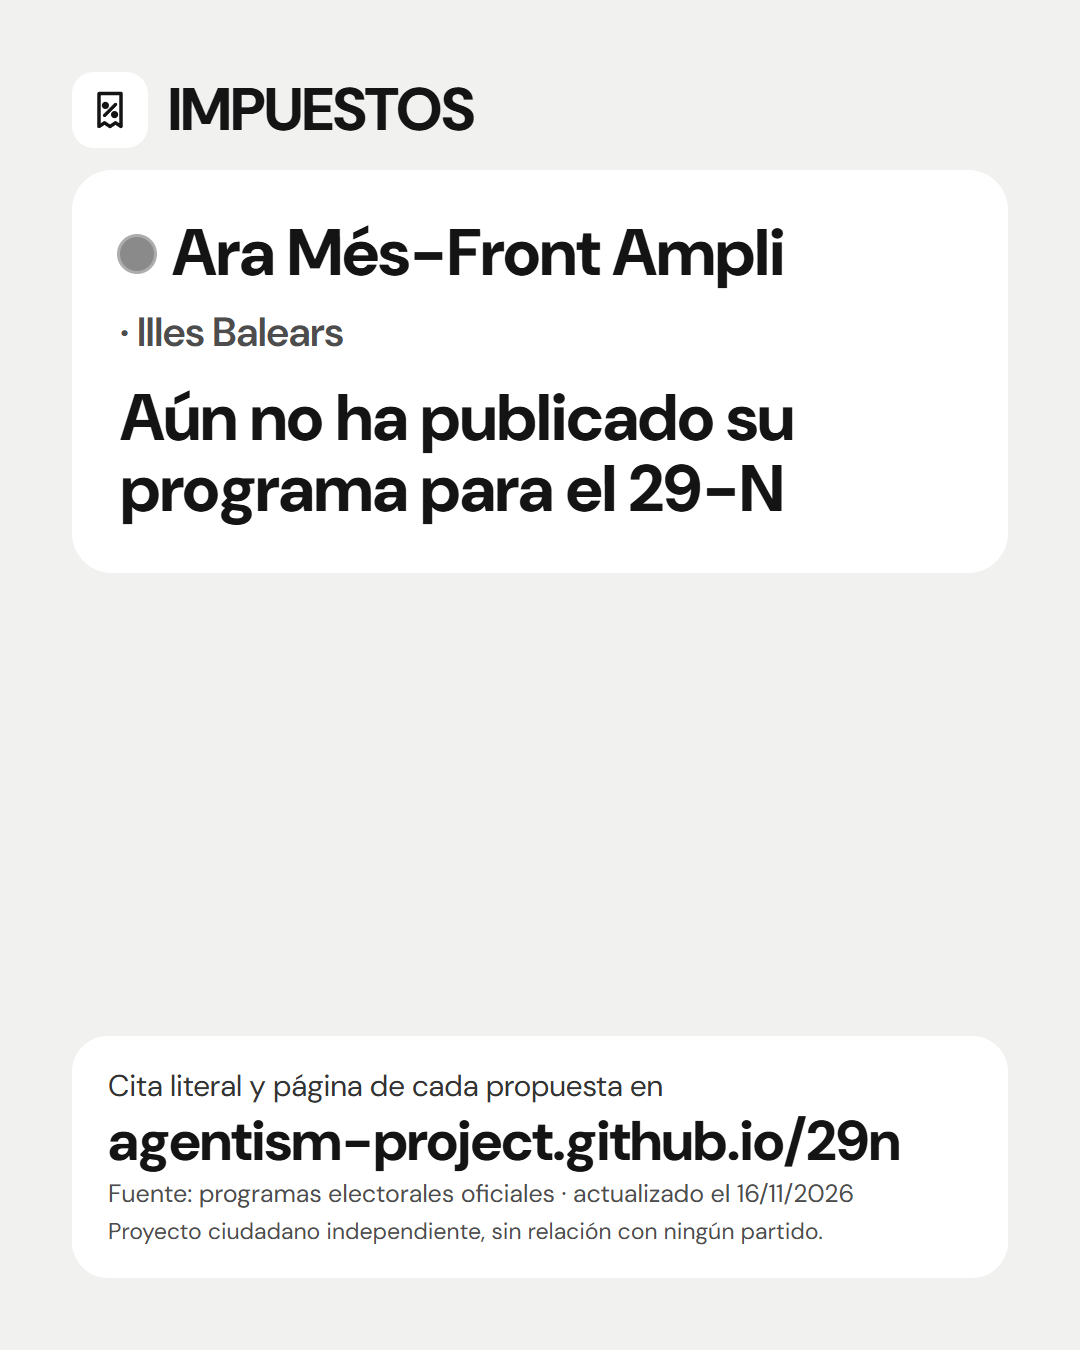 IMPUESTOS
Ara Més-Front Ampli
· Illes Balears
Aún no ha publicado su
programa para el 29-N
Cita literal y página de cada propuesta en
agentism-project.github.io/29n
Fuente: programas electorales oficiales · actualizado el 16/11/2026
Proyecto ciudadano independiente, sin relación con ningún partido.